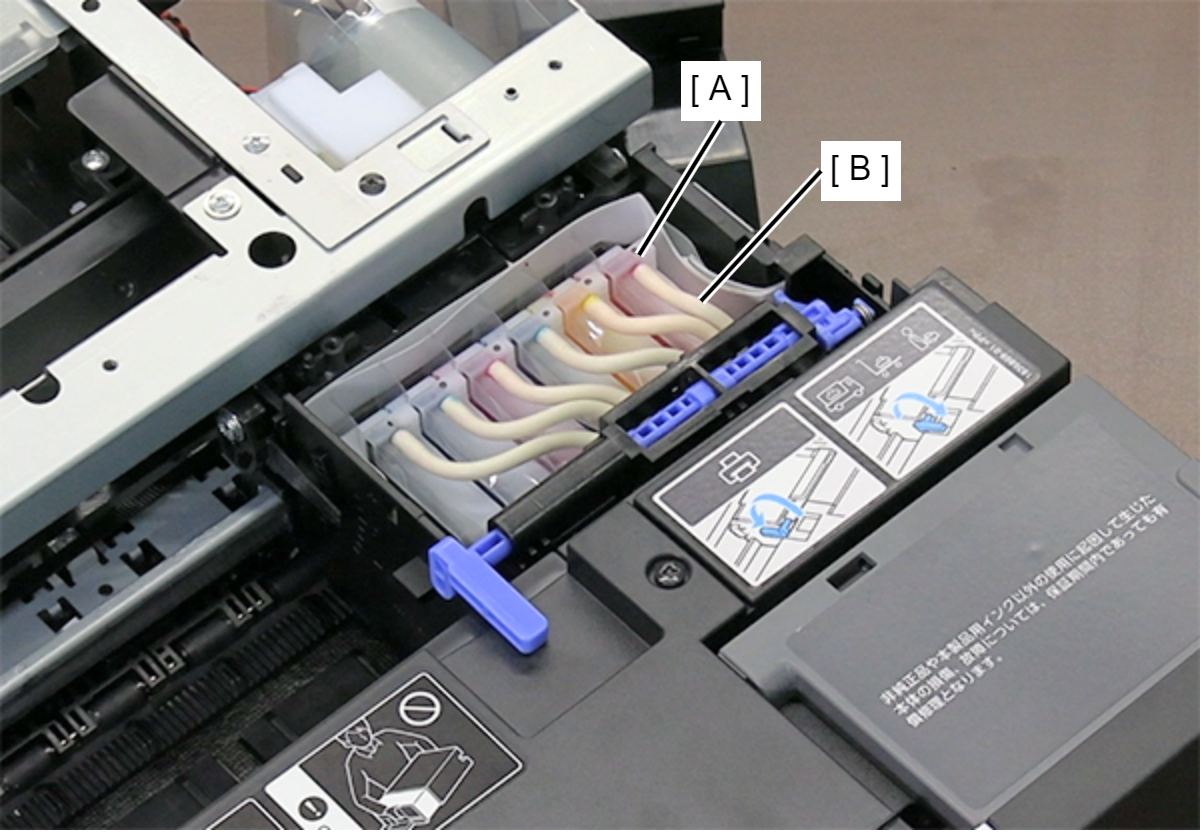 [ A ]
[ B ]
非純正品や本製品用インク以外の使用に起因して生じた
本体の損傷、故障については、保証期間内であっても有
償修理となります。